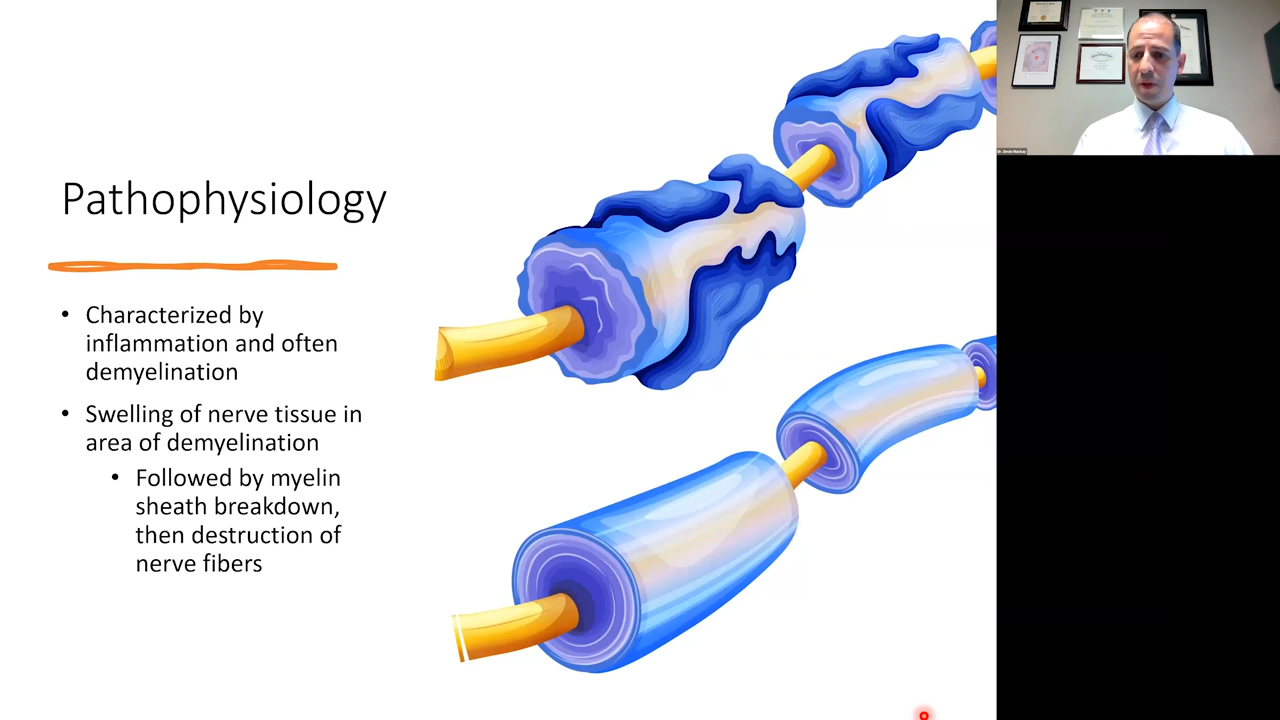 Pathophysiology
• Characterized by
inflammation and often
demyelination
• Swelling of nerve tissue in
area of demyelination
• Followed by myelin
sheath breakdown,
then destruction of
nerve fibers